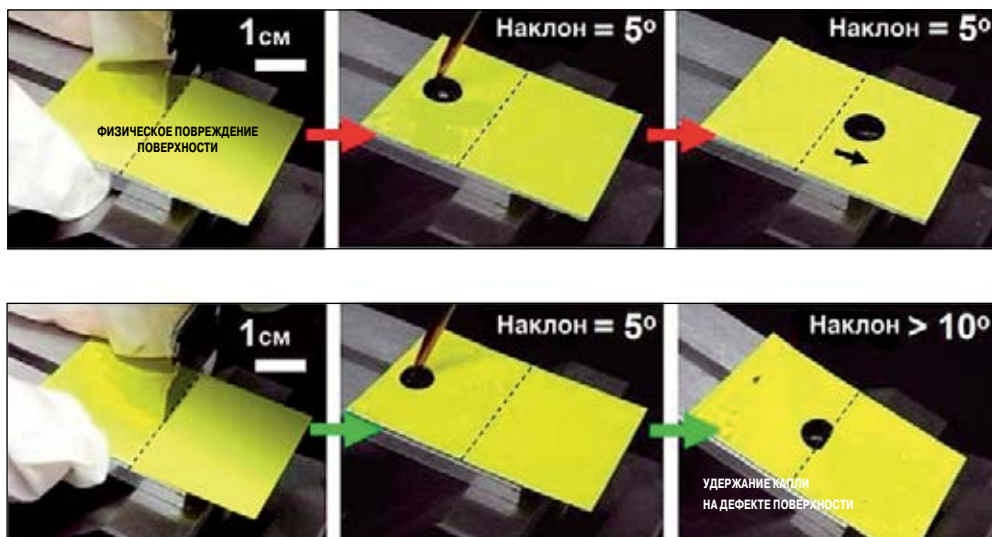 1см
ФИЗИЧЕСКОЕ ПОВРЕЖДЕНИЕ
ПОВЕРХНОСТИ
Наклон = 5º
Наклон = 5º
1см
Наклон = 5º
Наклон > 10º
УДЕРЖАНИЕ КАПЛИ
НА ДЕФЕКТЕ ПОВЕРХНОСТИ